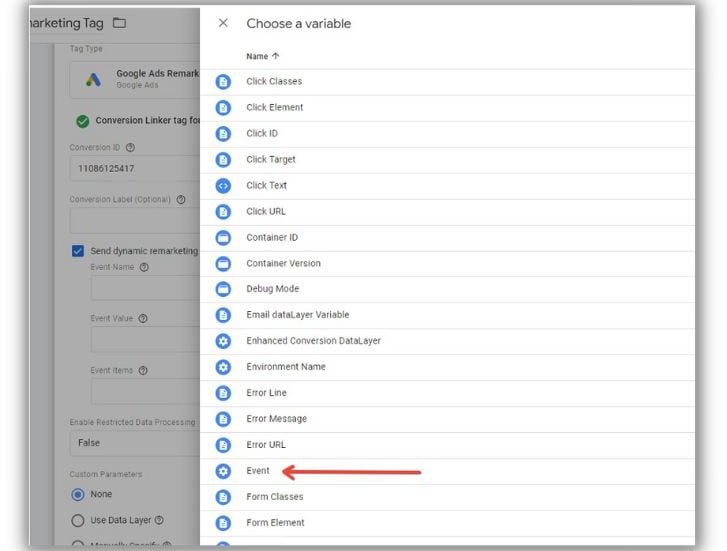 arketing Tag
Tag Type
Google Ads Remark
Google Ads
Conversion Linker tag fou
Conversion ID
11086125417
Conversion Label (Optional)
Send dynamic remarketing
Event Name
Event Value
Event Items
Enable Restricted Data Processing
False
Custom Parameters
None
Use Data Layer
Manually Specify
Choose a variable
Name
Click Classes
Click Element
Click ID
Click Target
Click Text
Click URL
Container ID
Container Version
Debug Mode
Email dataLayer Variable
Enhanced Conversion DataLayer
Environment Name
Error Line
Error Message
Error URL
Event
Form Classes
Form Element